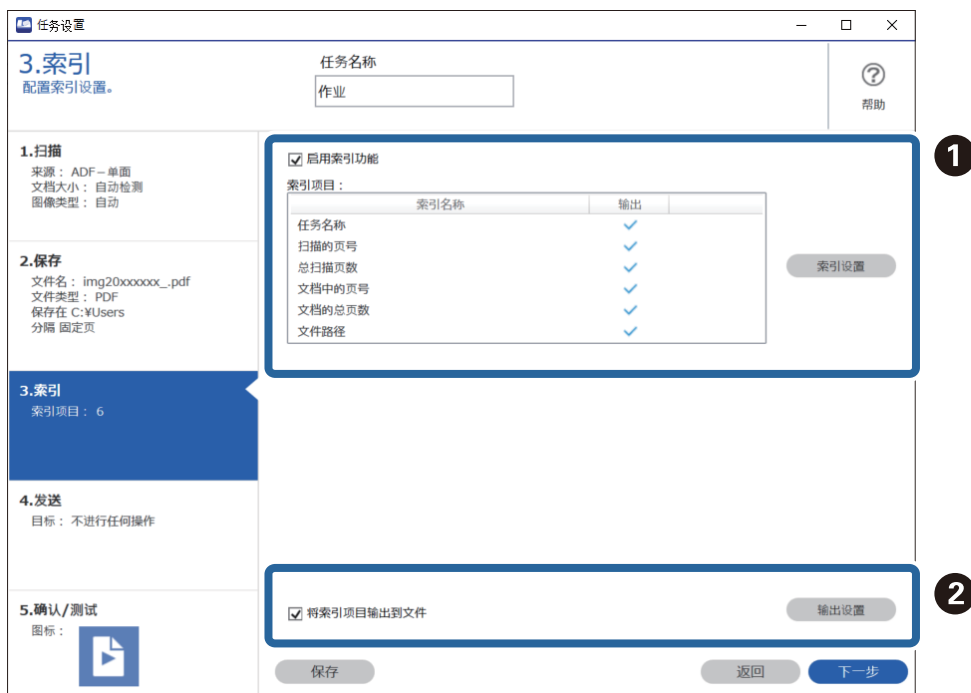 任务设置
3.索引
配置索引设置。
任务名称
作业
帮助
1.扫描
来源： ADF－单面
文档大小： 自动检测
图像类型： 自动
2.保存
文件名： img20xxxxxx_.pdf
文件类型： PDF
保存在 C:¥Users
分隔 固定页
3.索引
索引项目： 6
4.发送
目标： 不进行任何操作
5.确认/测试
图标：
启用索引功能
索引项目：
索引名称 输出
任务名称
扫描的页号
总扫描页数
文档中的页号
文档的总页数
文件路径
索引设置
1
将索引项目输出到文件
输出设置
2
保存
返回
下一步